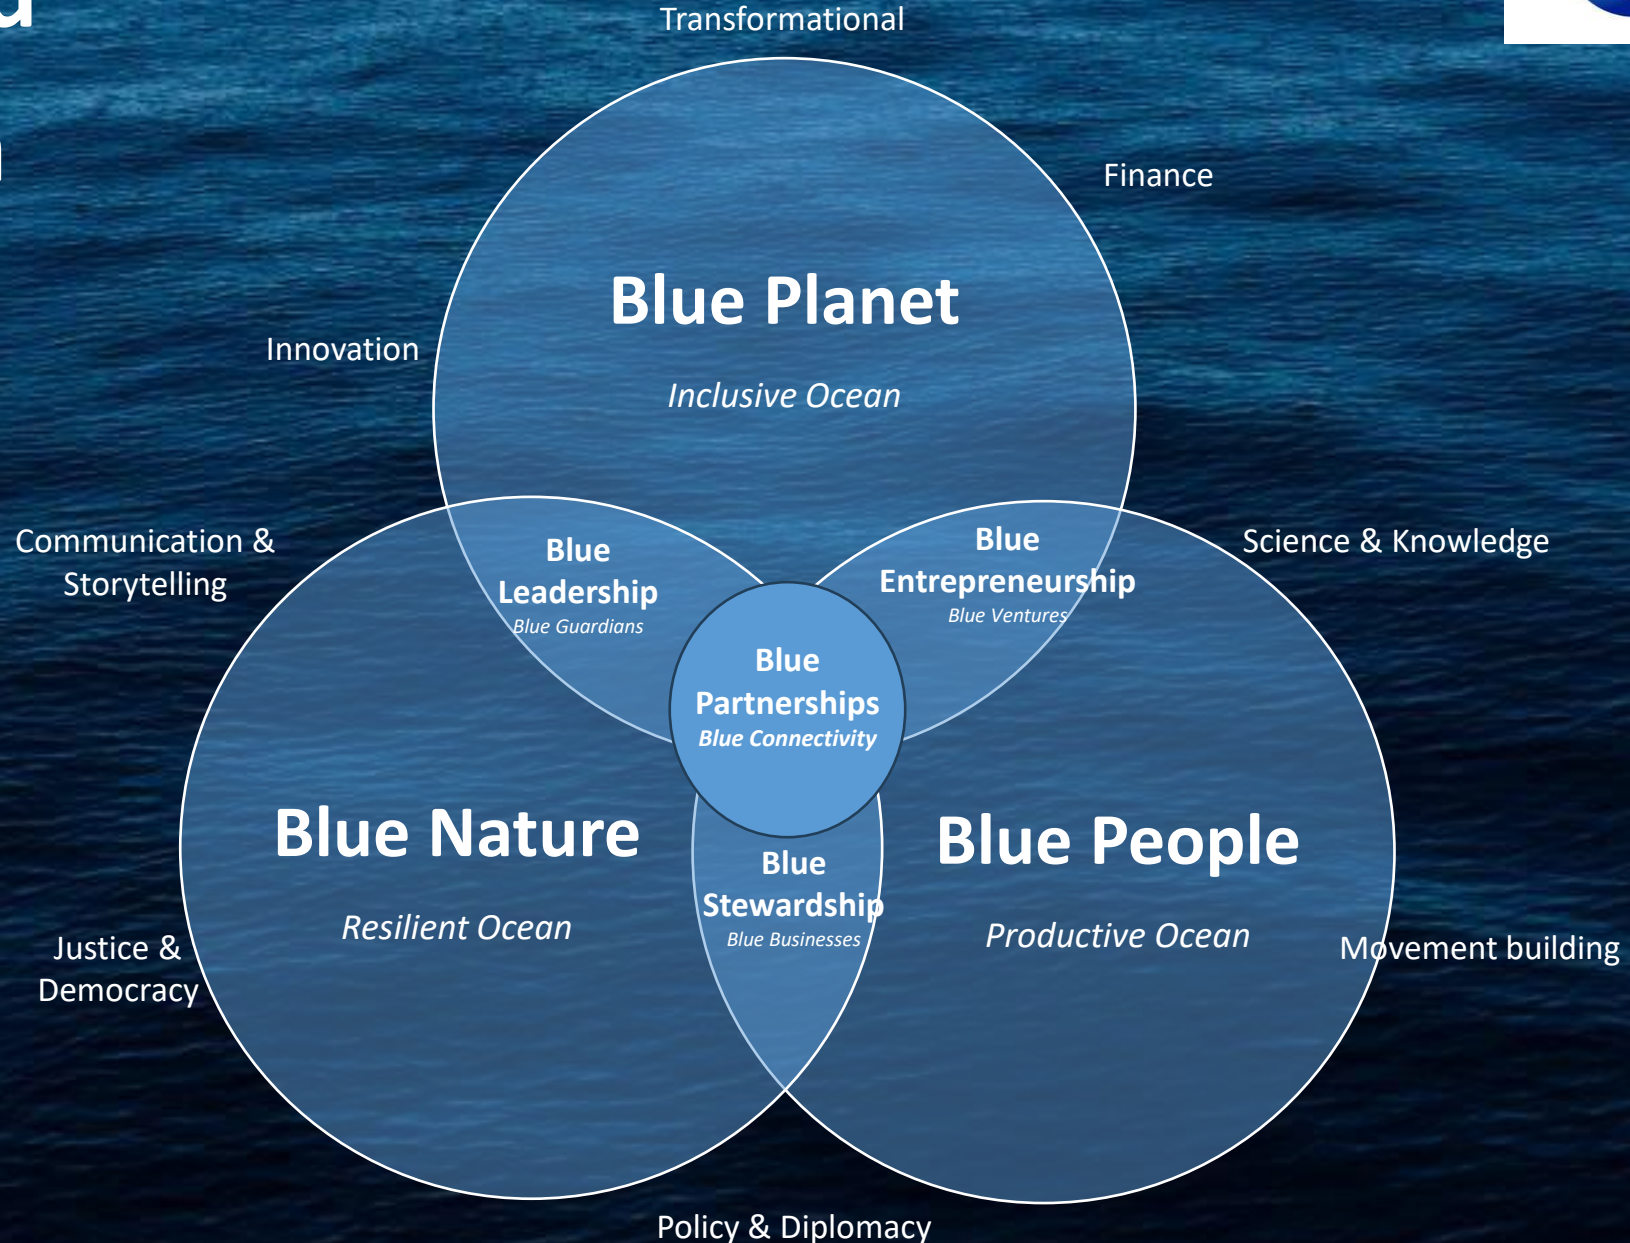 Transformational
Finance
Blue Planet
Innovation
Inclusive Ocean
Communication &
Storytelling
Blue
Leadership
Blue Guardians
Blue
Entrepreneurship
Blue Ventures
Science & Knowledge
Blue
Partnerships
Blue Connectivity
Blue Nature
Resilient Ocean
Blue People
Productive Ocean
Blue
Stewardship
Blue Businesses
Justice &
Democracy
Movement building
Policy & Diplomacy